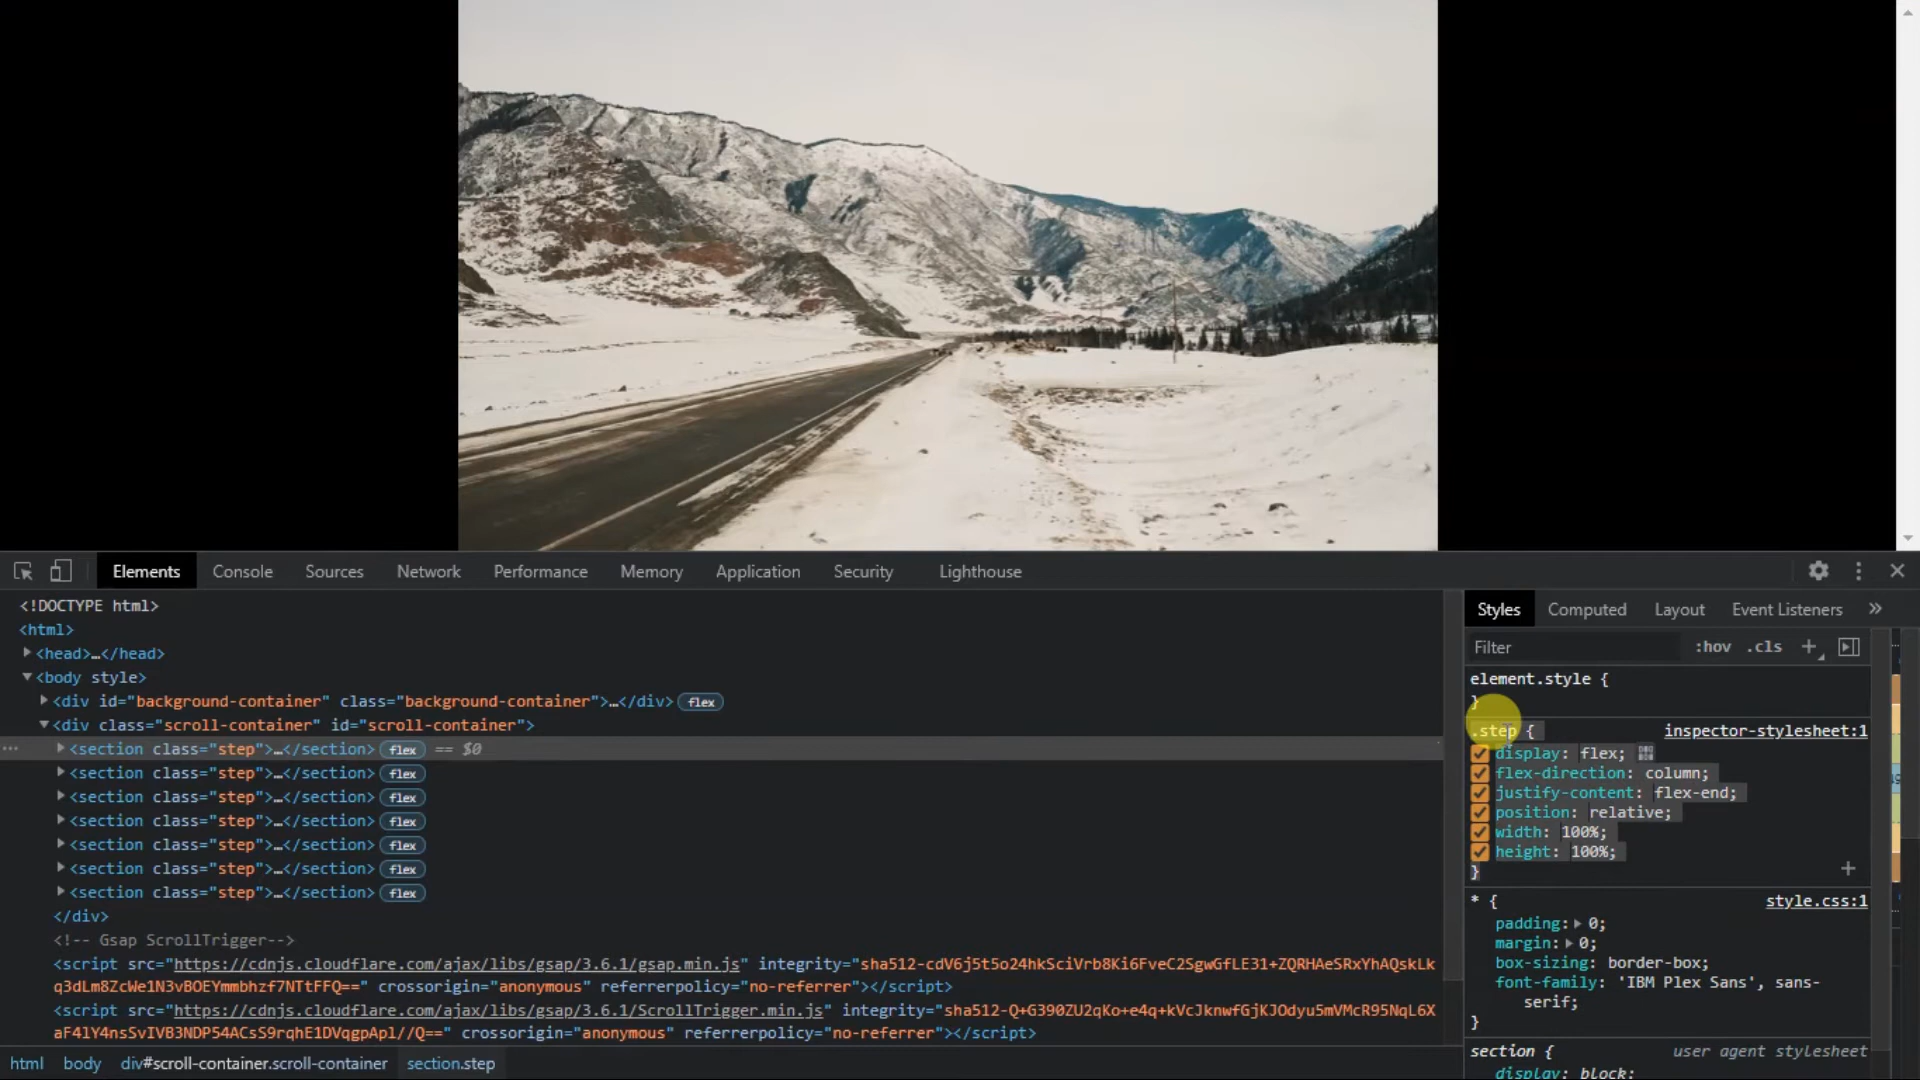 Elements Console Sources Network Performance Memory Application Security Lighthouse
<!DOCTYPE html>
<html>
<head>…</head>
<body style>
<div id="background-container" class="background-container">…</div> flex
<div class="scroll-container" id="scroll-container">
<section class="step">…</section> flex == $0
<section class="step">…</section> flex
<section class="step">…</section> flex
<section class="step">…</section> flex
<section class="step">…</section> flex
<section class="step">…</section> flex
<section class="step">…</section> flex
</div>
<!-- Gsap ScrollTrigger-->
<script src="https://cdnjs.cloudflare.com/ajax/libs/gsap/3.6.1/gsap.min.js" integrity="sha512-cdV6j5t5o24hkSciVrb8Ki6FveC2SgwGfLE31+ZQRHAeSRxYhAQskLk
q3dLm8ZcWe1N3vBOEYmmbhzf7NTtFFQ==" crossorigin="anonymous" referrerpolicy="no-referrer"></script>
<script src="https://cdnjs.cloudflare.com/ajax/libs/gsap/3.6.1/ScrollTrigger.min.js" integrity="sha512-Q+G390ZU2qKo+e4q+kVcJknwfGjKJOdyu5mVMcR95NqL6X
aF4lY4nsSvIVB3NDP54ACsS9rqhE1DVqgpApl//Q==" crossorigin="anonymous" referrerpolicy="no-referrer"></script>
html body div#scroll-container.scroll-container section.step
Styles Computed Layout Event Listeners
Filter :hov .cls
element.style {
}
.step { inspector-stylesheet:1
display: flex;
flex-direction: column;
justify-content: flex-end;
position: relative;
width: 100%;
height: 100%;
}
* { style.css:1
padding: 0;
margin: 0;
box-sizing: border-box;
font-family: 'IBM Plex Sans', sans-
serif;
}
section { user agent stylesheet
display: block;